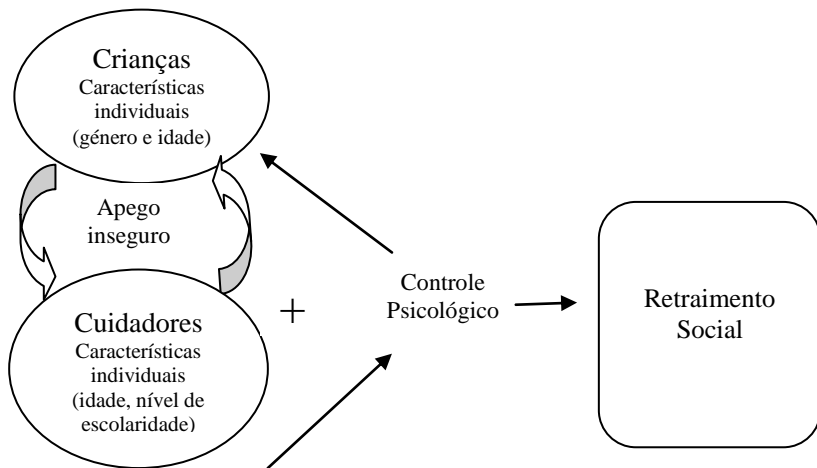 Crianças
Características
individuais
(género e idade)
Apego
inseguro
Cuidadores
Características
individuais
(idade, nível de
escolaridade)
+
Controle
Psicológico
Retraimento
Social